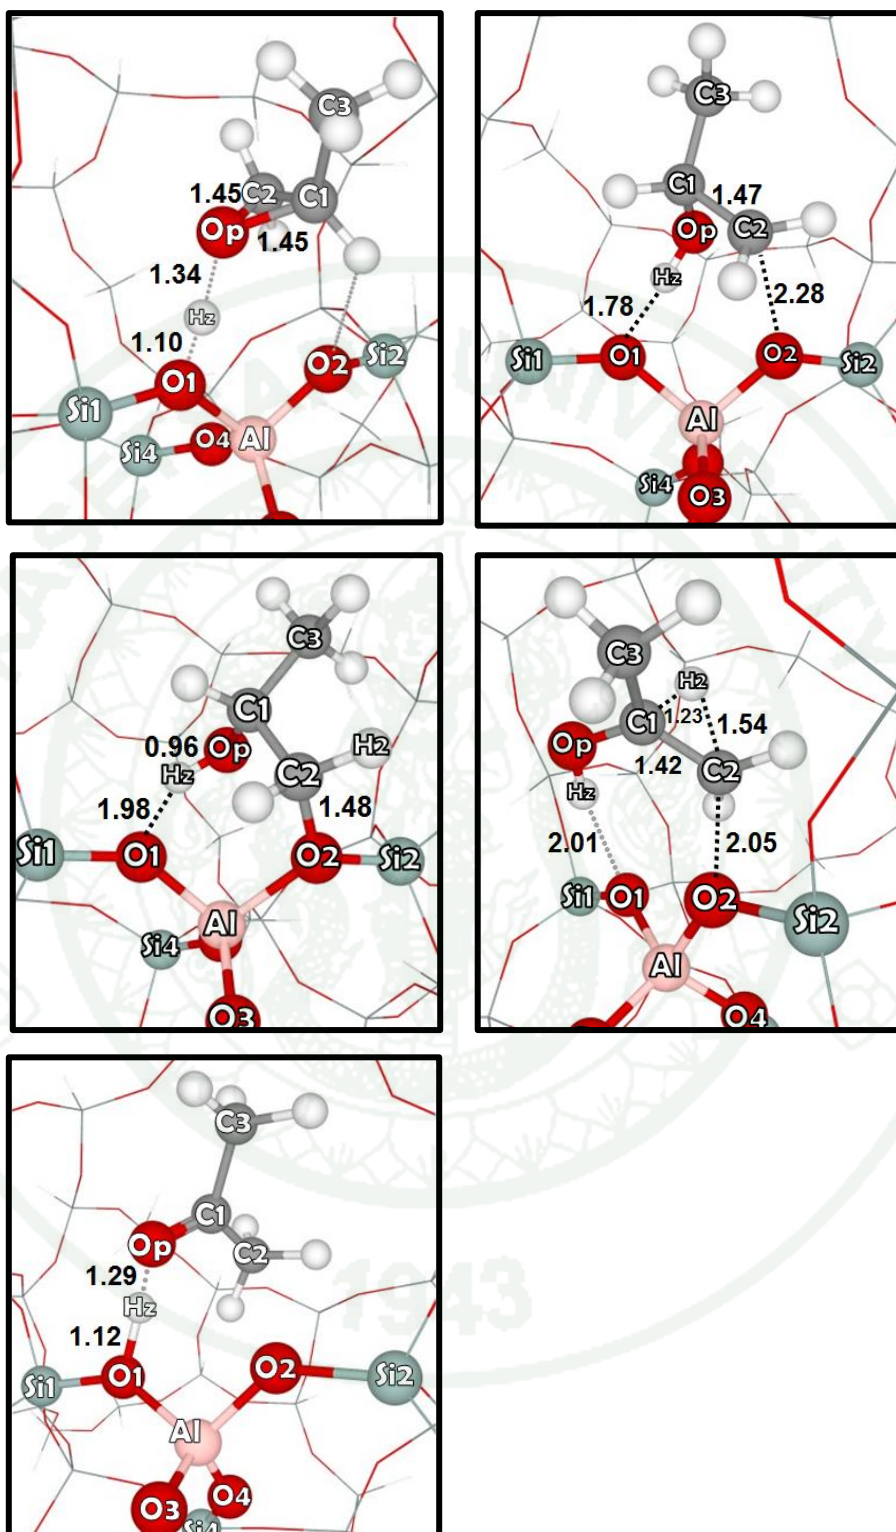 C3
1.45 C2 C1
Op 1.45
1.34
Hz
1.10
O1 O2 Si2
Si1
Si4 O4 Al
C3
C1 1.47
Op C2
Hz
1.78 2.28
Si1 O1 O2 Si2
Al
Si4 O3
C3
C1
0.96 Op H2
Hz C2
1.98 1.48
Si1 O1 O2 Si2
Al
Si4
O3
C3 H2
C1 1.23 1.54
Op 1.42 C2
Hz
2.01 2.05
Si1 O1 O2 Si2
Al
O4
C3
C1
Op C2
1.29
Hz
1.12
Si1 O1 O2 Si2
Al
O3 O4
Si4
1943